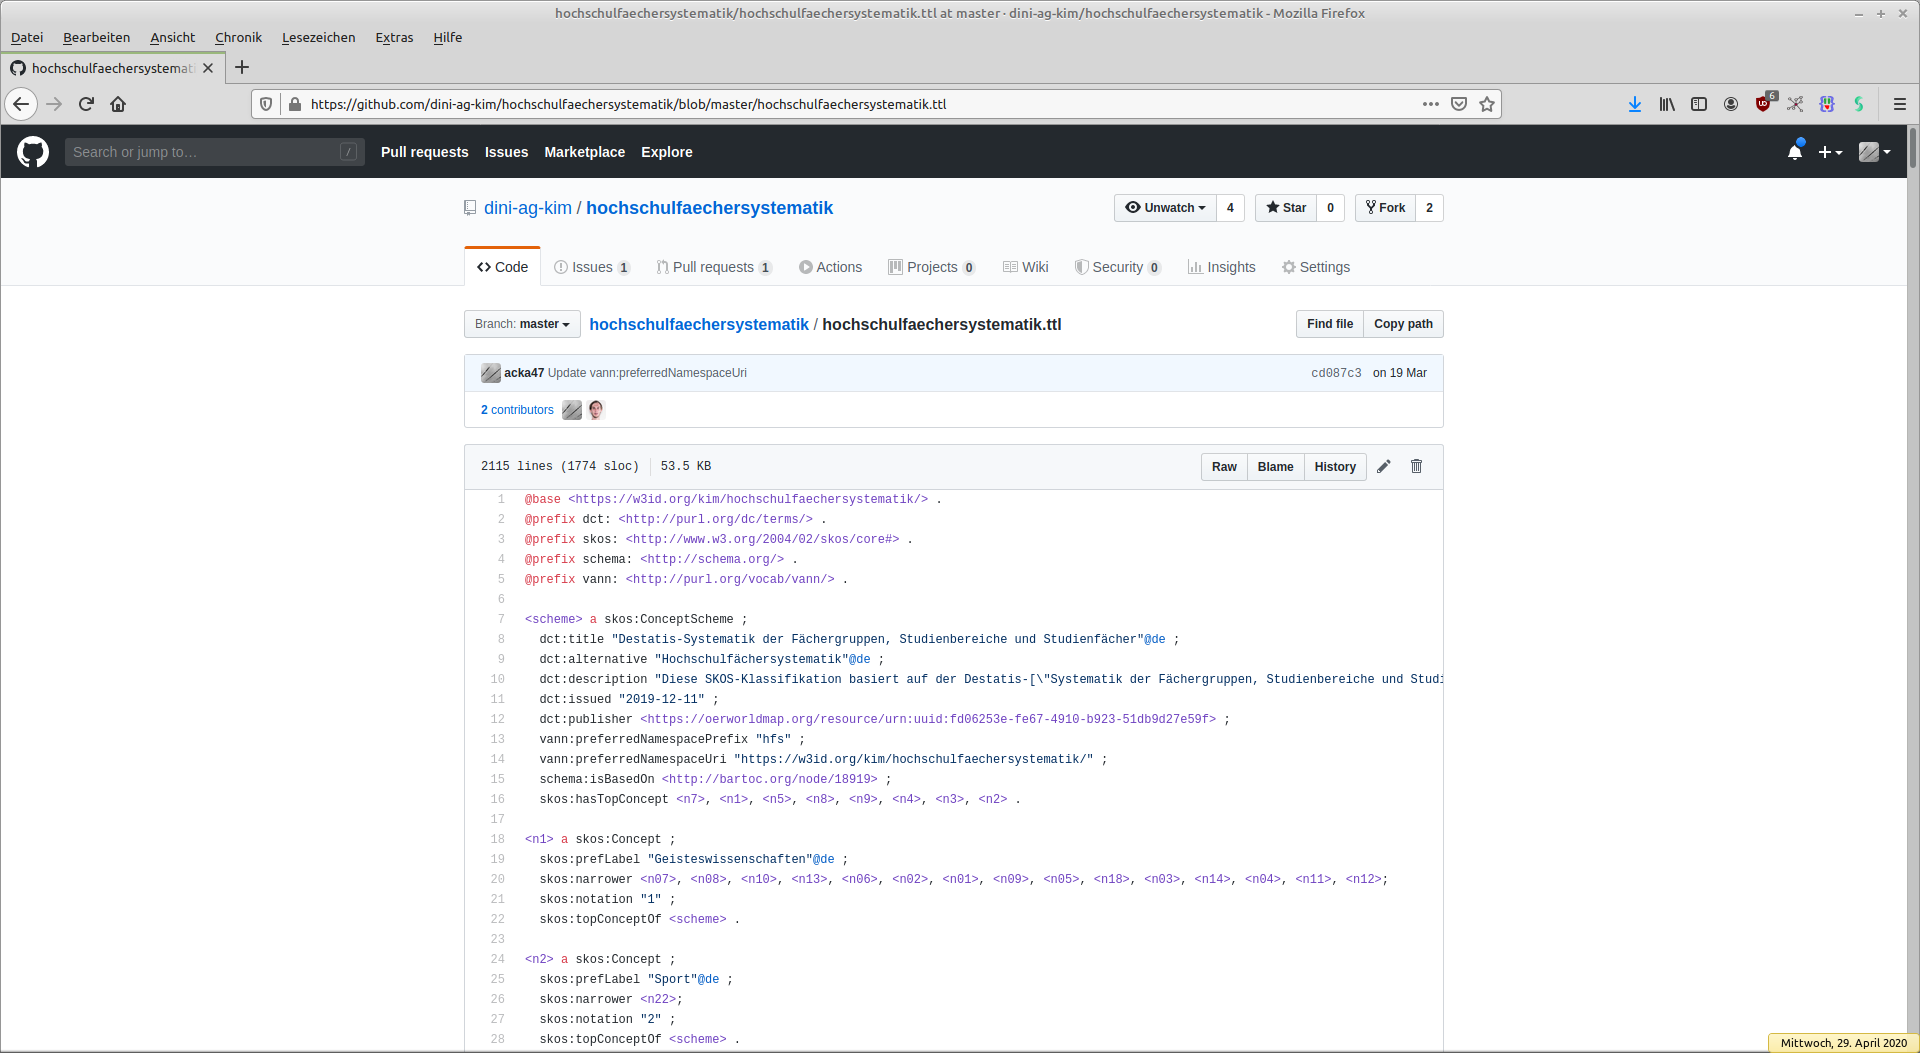 hochschulfaechersystematik/hochschulfaechersystematik.ttl at master · dini-ag-kim/hochschulfaechersystematik - Mozilla Firefox
Datei Bearbeiten Ansicht Chronik Lesezeichen Extras Hilfe
hochschulfaechersystemati
https://github.com/dini-ag-kim/hochschulfaechersystematik/blob/master/hochschulfaechersystematik.ttl
6
Search or jump to… / Pull requests Issues Marketplace Explore
dini-ag-kim / hochschulfaechersystematik Unwatch 4 Star 0 Fork 2
Code Issues 1 Pull requests 1 Actions Projects 0 Wiki Security 0 Insights Settings
Branch: master hochschulfaechersystematik / hochschulfaechersystematik.ttl Find file Copy path
acka47 Update vann:preferredNamespaceUri cd087c3 on 19 Mar
2 contributors
2115 lines (1774 sloc) 53.5 KB Raw Blame History
1 @base <https://w3id.org/kim/hochschulfaechersystematik/> .
2 @prefix dct: <http://purl.org/dc/terms/> .
3 @prefix skos: <http://www.w3.org/2004/02/skos/core#> .
4 @prefix schema: <http://schema.org/> .
5 @prefix vann: <http://purl.org/vocab/vann/> .
6
7 <scheme> a skos:ConceptScheme ;
8 dct:title "Destatis-Systematik der Fächergruppen, Studienbereiche und Studienfächer"@de ;
9 dct:alternative "Hochschulfächersystematik"@de ;
10 dct:description "Diese SKOS-Klassifikation basiert auf der Destatis-[\"Systematik der Fächergruppen, Studienbereiche und Studi
11 dct:issued "2019-12-11" ;
12 dct:publisher <https://oerworldmap.org/resource/urn:uuid:fd06253e-fe67-4910-b923-51db9d27e59f> ;
13 vann:preferredNamespacePrefix "hfs" ;
14 vann:preferredNamespaceUri "https://w3id.org/kim/hochschulfaechersystematik/" ;
15 schema:isBasedOn <http://bartoc.org/node/18919> ;
16 skos:hasTopConcept <n7>, <n1>, <n5>, <n8>, <n9>, <n4>, <n3>, <n2> .
17
18 <n1> a skos:Concept ;
19 skos:prefLabel "Geisteswissenschaften"@de ;
20 skos:narrower <n07>, <n08>, <n10>, <n13>, <n06>, <n02>, <n01>, <n09>, <n05>, <n18>, <n03>, <n14>, <n04>, <n11>, <n12>;
21 skos:notation "1" ;
22 skos:topConceptOf <scheme> .
23
24 <n2> a skos:Concept ;
25 skos:prefLabel "Sport"@de ;
26 skos:narrower <n22>;
27 skos:notation "2" ;
28 skos:topConceptOf <scheme> .
Mittwoch, 29. April 2020